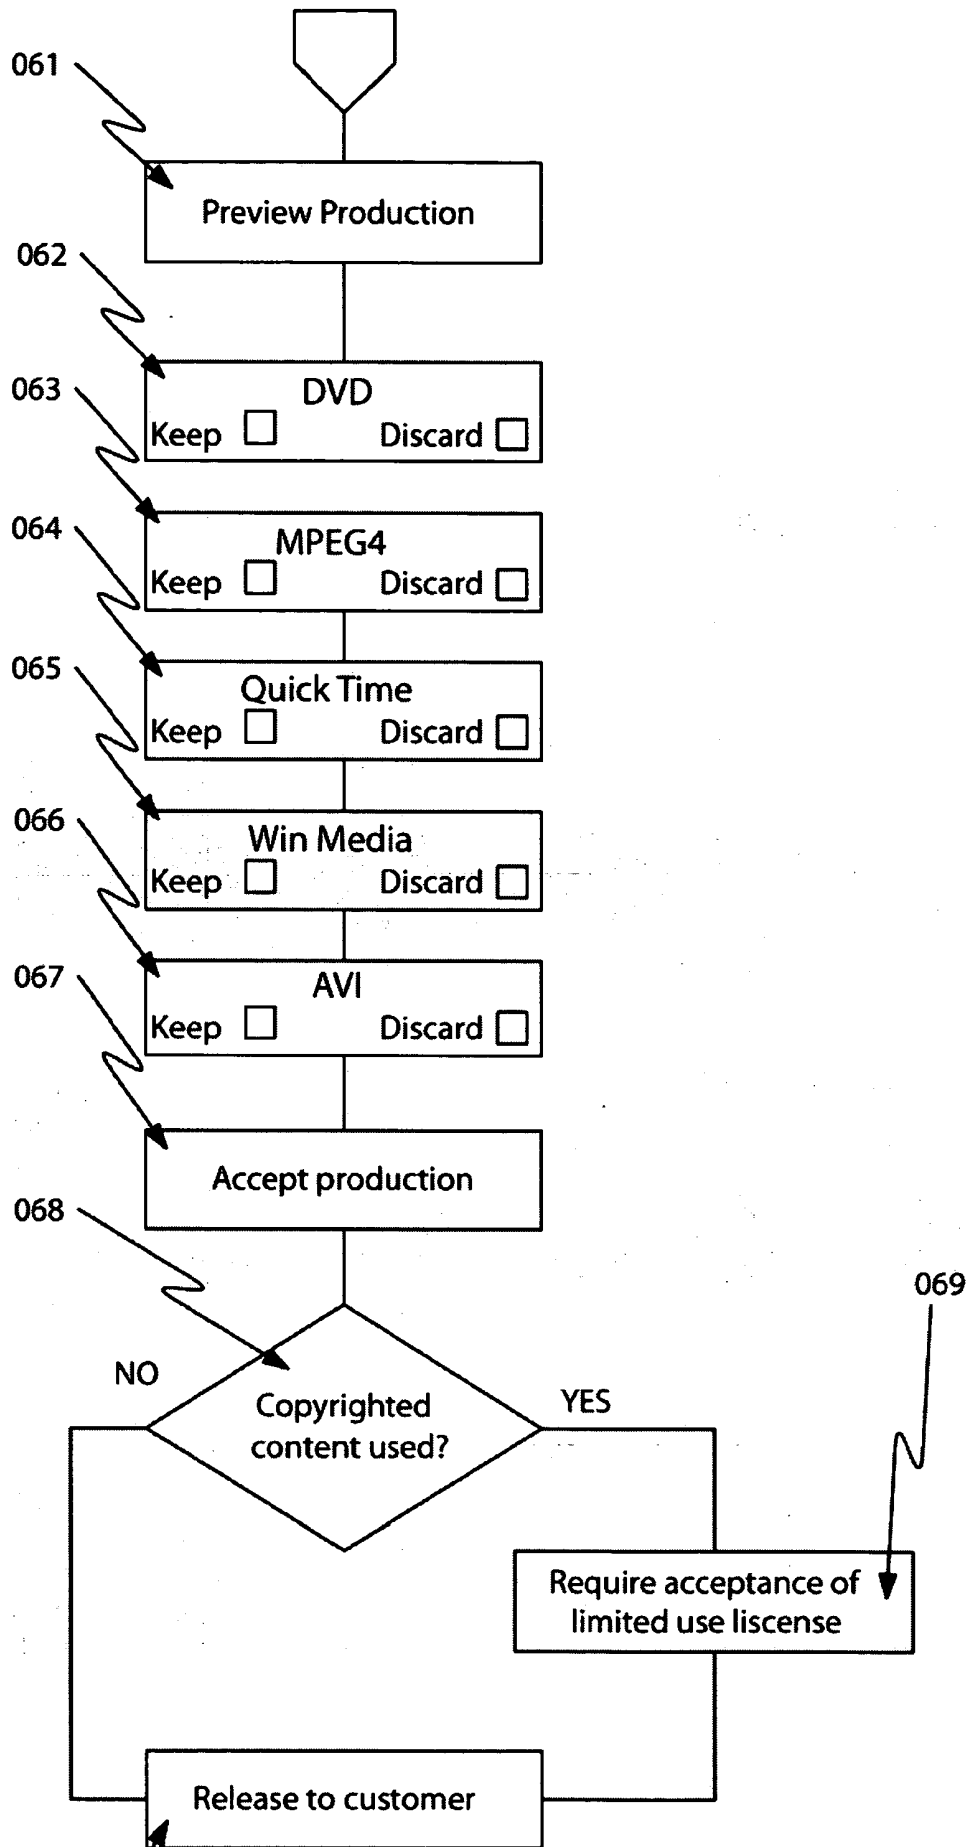 061
Preview Production
062
DVD
Keep Discard
063
MPEG4
Keep Discard
064
Quick Time
Keep Discard
065
Win Media
Keep Discard
066
AVI
Keep Discard
067
Accept production
068
069
NO
YES
Copyrighted
content used?
Require acceptance of
limited use liscense
Release to customer